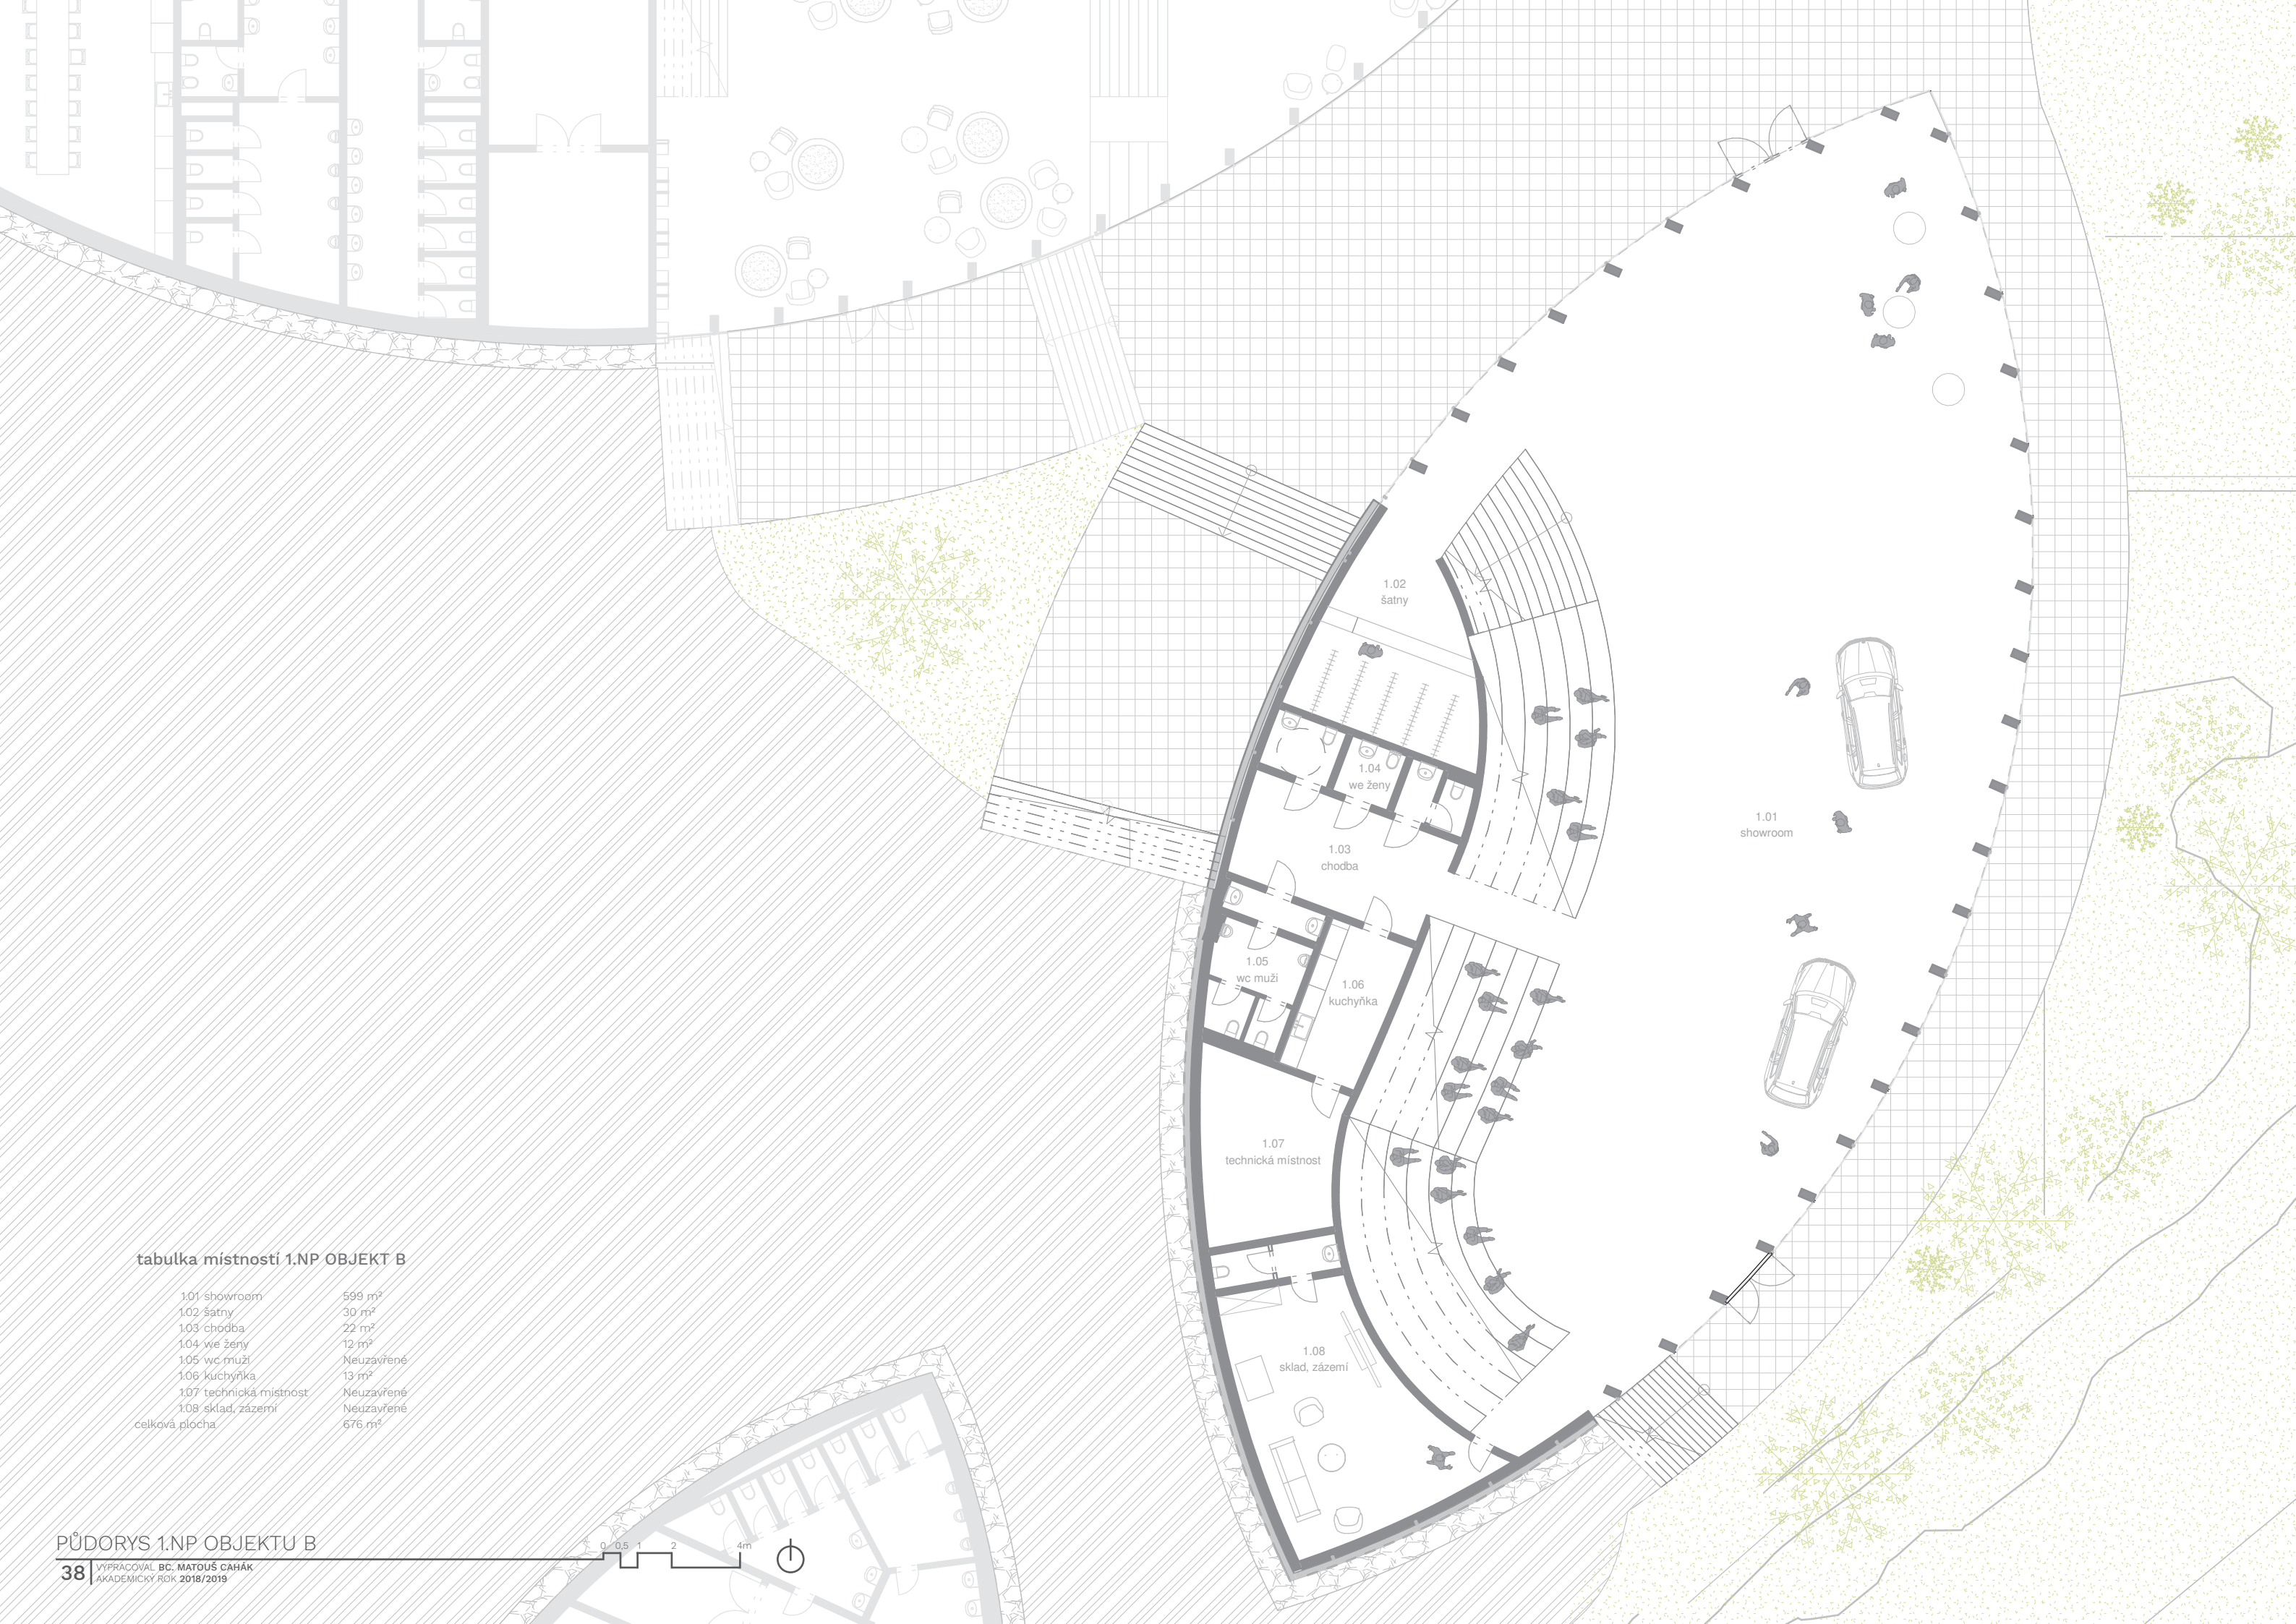 1.02
šatny
1.04
we ženy
1.01
showroom
1.03
chodba
1.05
wc muži
1.06
kuchyňka
1.07
technická místnost
1.08
sklad, zázemí
tabulka místností 1.NP OBJEKT B
1.01 showroom 599 m²
1.02 šatny 30 m²
1.03 chodba 22 m²
1.04 we ženy 12 m²
1.05 wc muži Neuzavřené
1.06 kuchyňka 13 m²
1.07 technická místnost Neuzavřené
1.08 sklad, zázemí Neuzavřené
celková plocha 676 m²
PŮDORYS 1.NP OBJEKTU B
0 0,5 1 2 4m
38
VYPRACOVAL BC. MATOUŠ CAHÁK
AKADEMICKÝ ROK 2018/2019